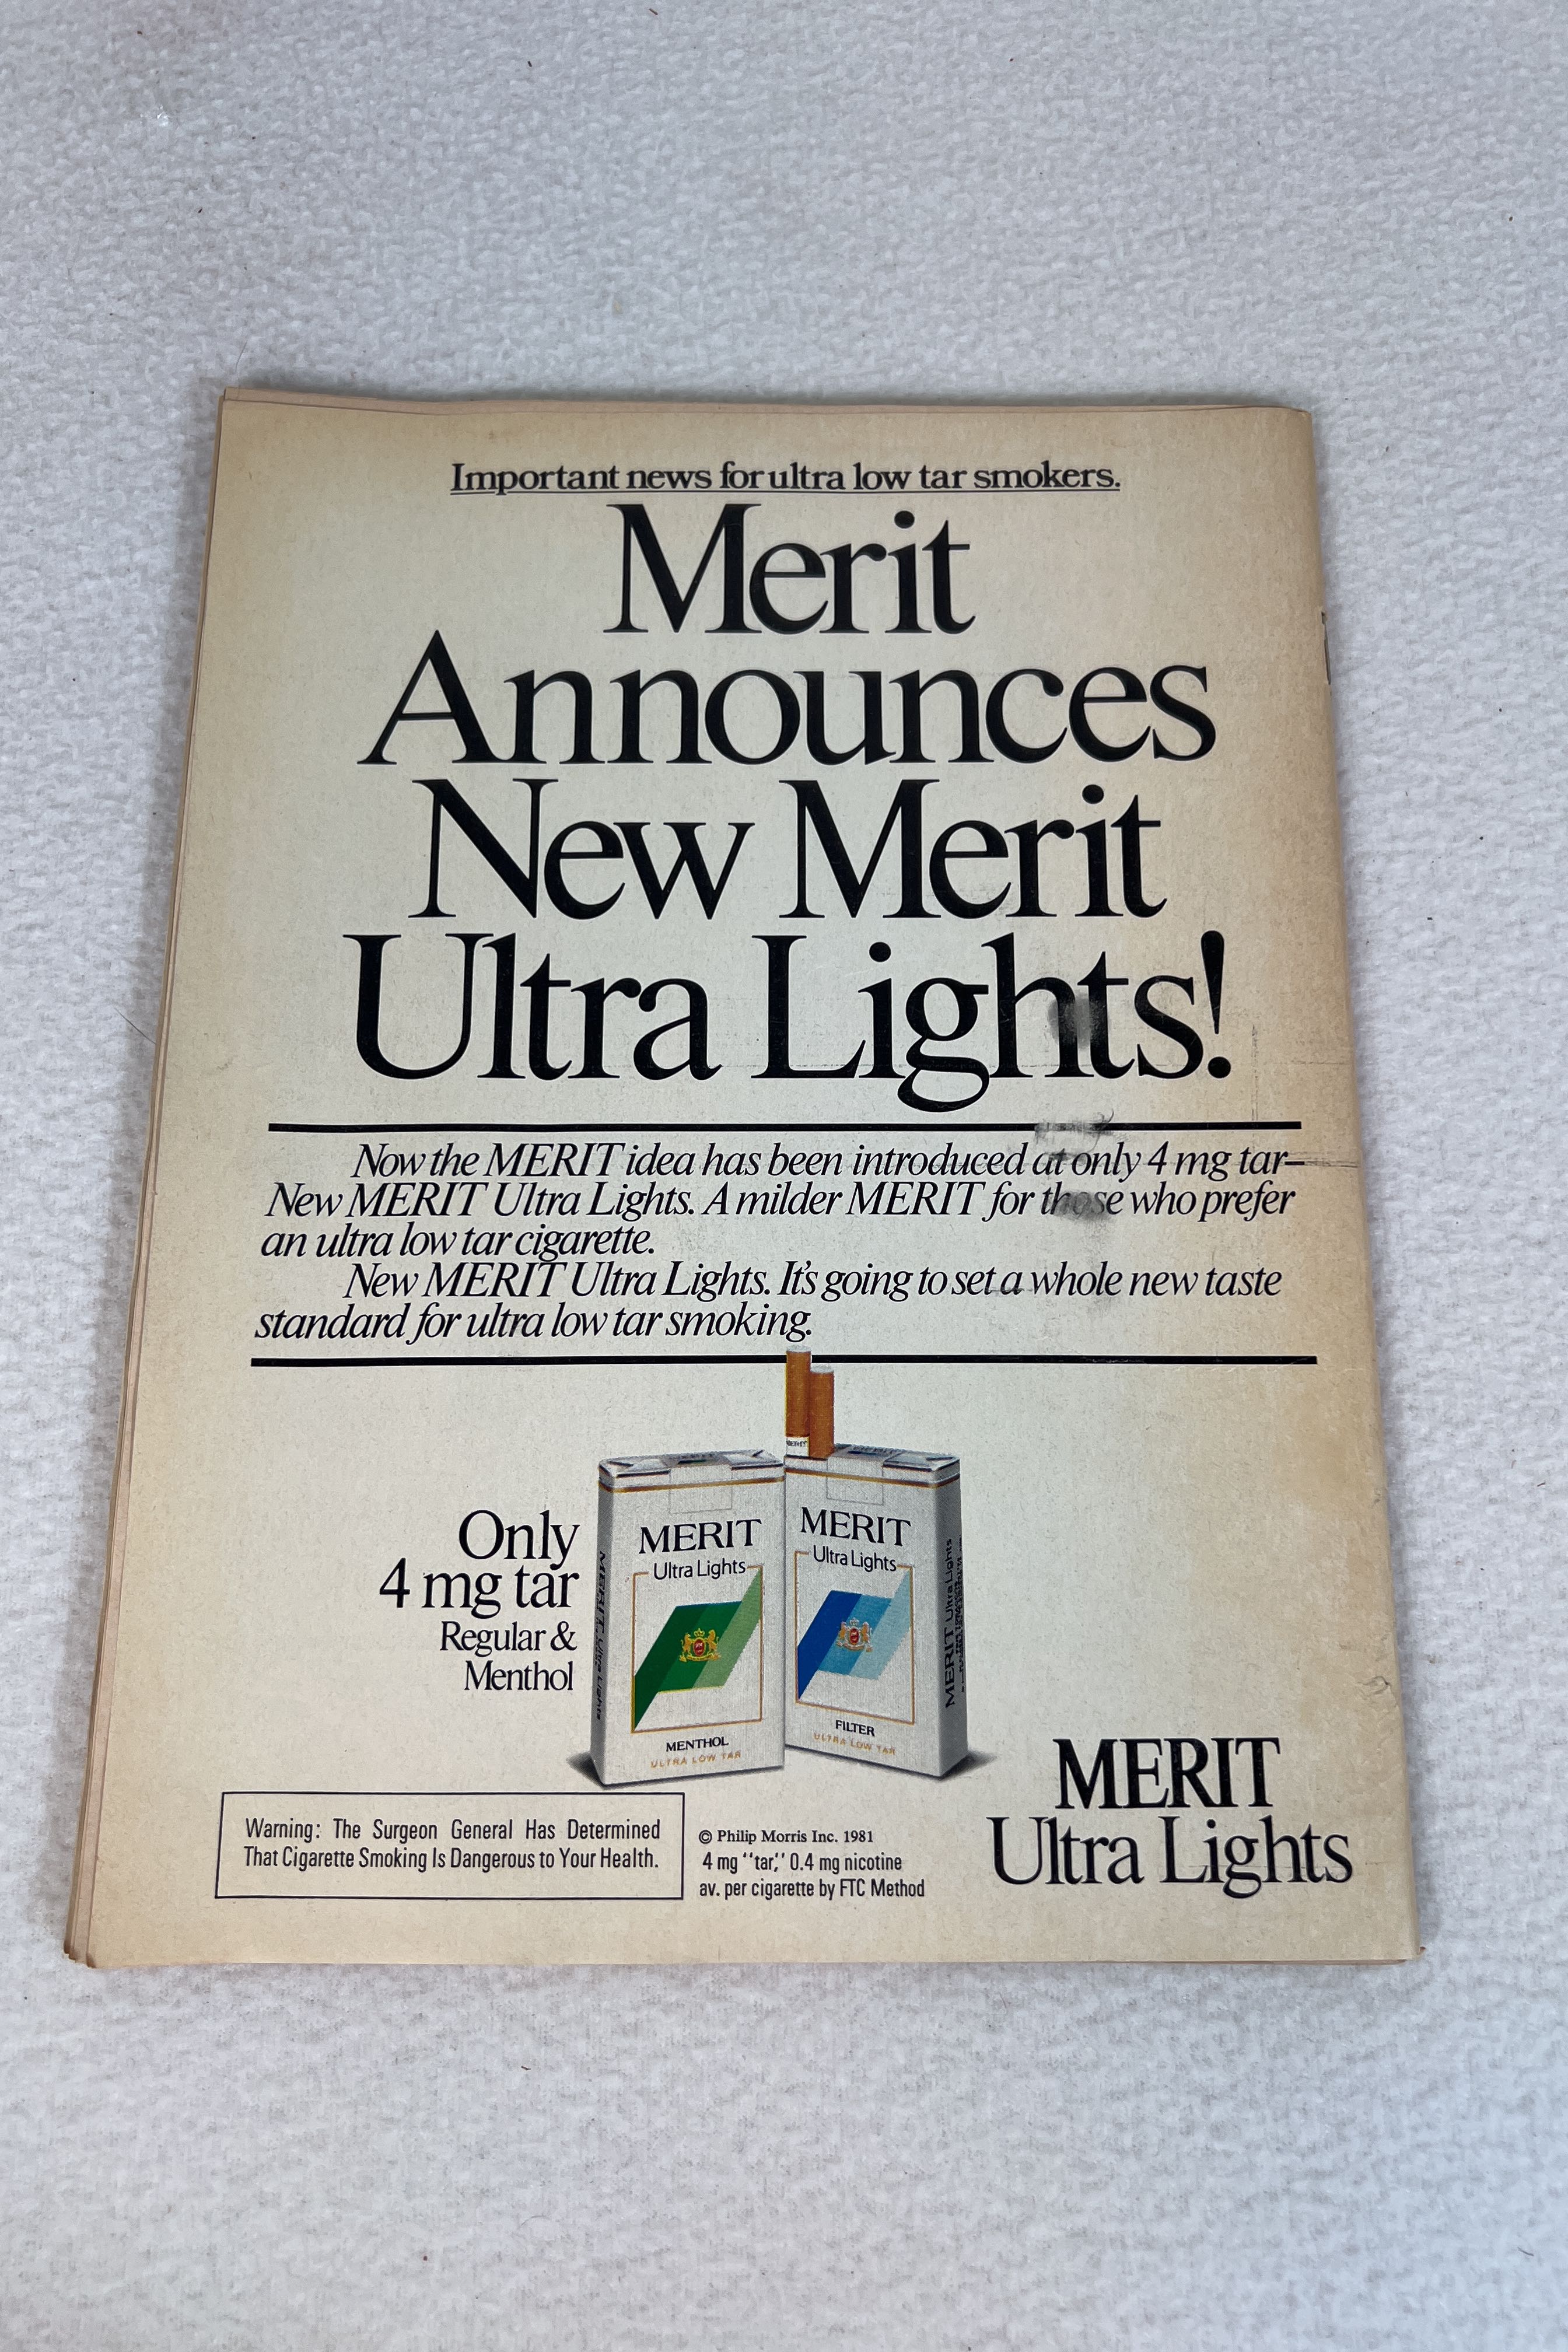 Important news for ultra low tar smokers.
Merit
Announces
New Merit
Ultra Lights!
Now the MERIT idea has been introduced at only 4 mg tar–
New MERIT Ultra Lights. A milder MERIT for those who prefer
an ultra low tar cigarette.
New MERIT Ultra Lights. It's going to set a whole new taste
standard for ultra low tar smoking.
Only
4 mg tar
Regular &
Menthol
MERIT
Ultra Lights
MENTHOL
ULTRA LOW TAR
MERIT Ultra Lights
MERIT
Ultra Lights
FILTER
ULTRA LOW TAR
MERIT Ultra Lights
MERIT
Ultra Lights
Warning: The Surgeon General Has Determined
That Cigarette Smoking Is Dangerous to Your Health.
© Philip Morris Inc. 1981
4 mg "tar," 0.4 mg nicotine
av. per cigarette by FTC Method